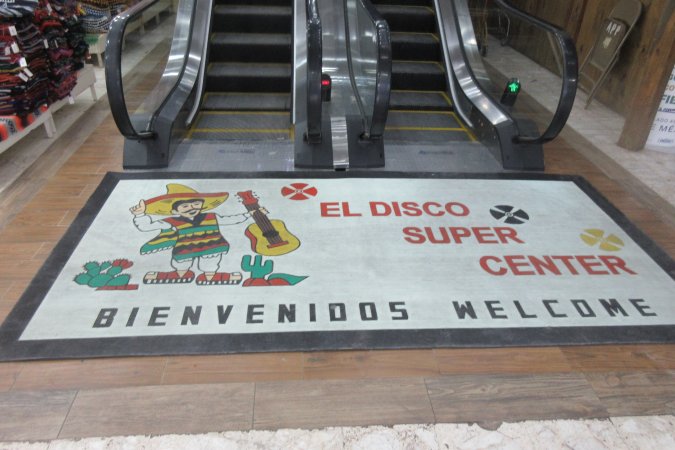 EL DISCO
SUPER
CENTER
BIENVENIDOS WELCOME